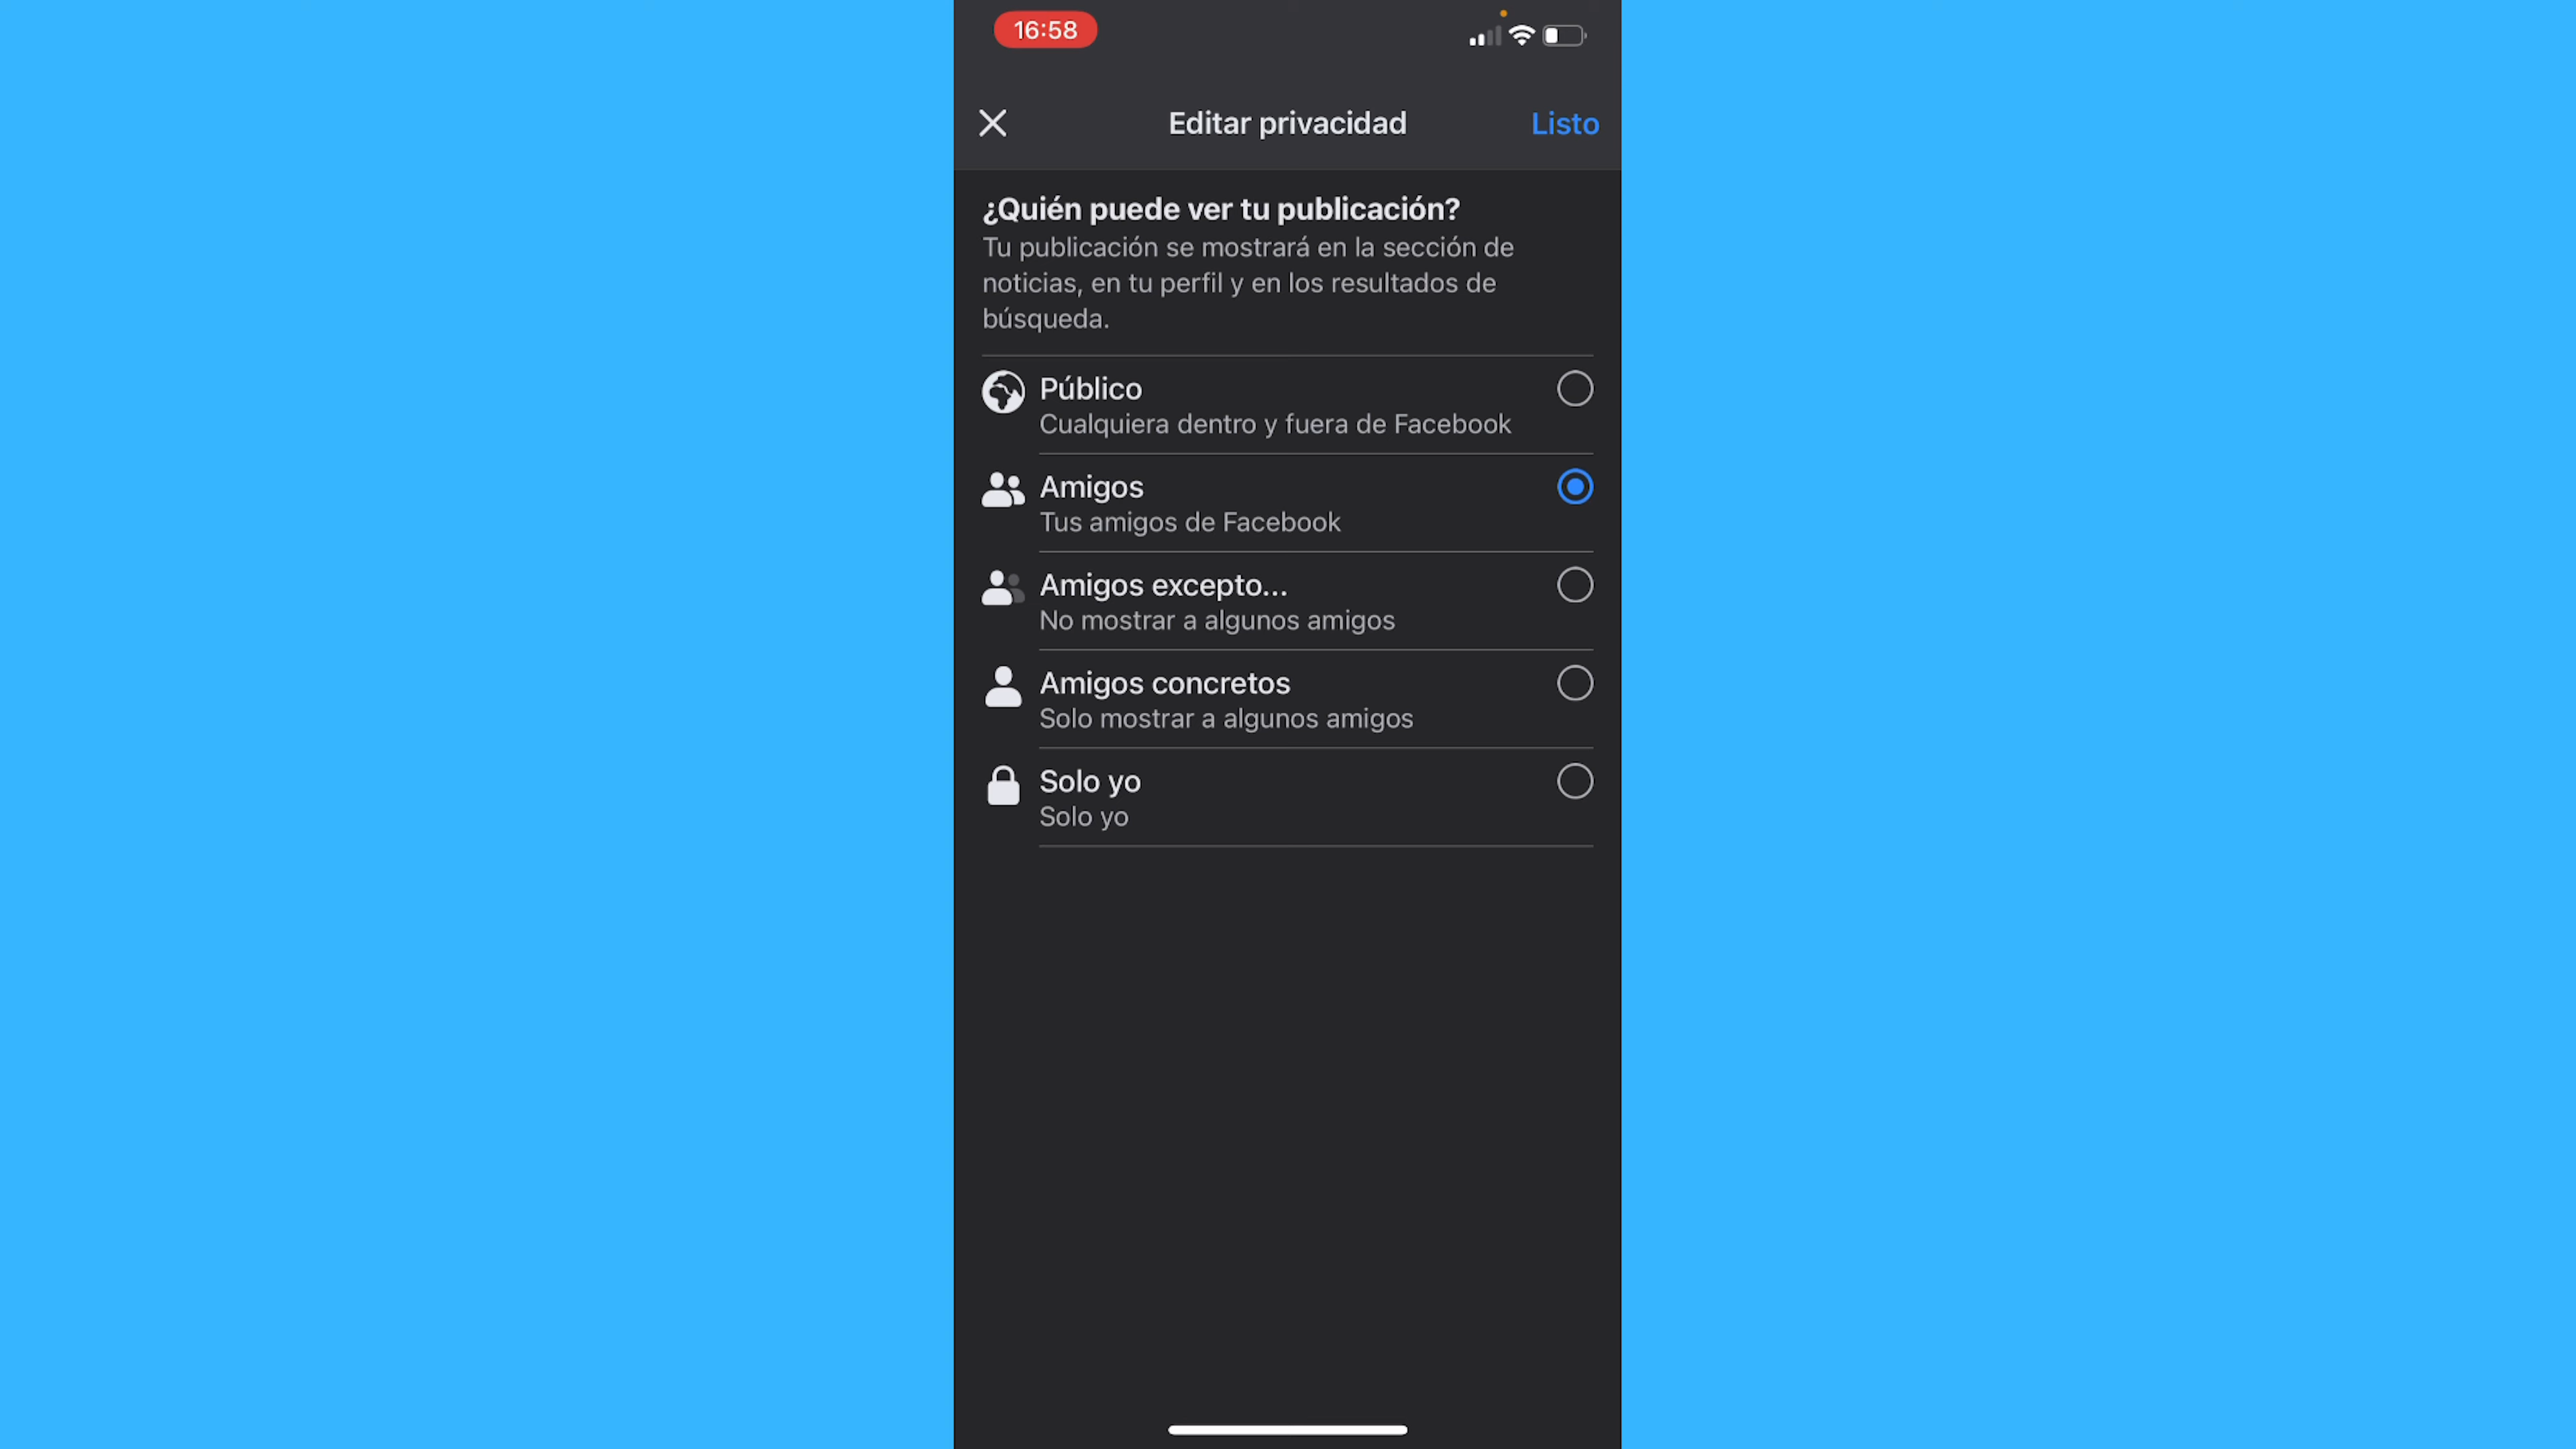 16:58
Editar privacidad
Listo
¿Quién puede ver tu publicación?
Tu publicación se mostrará en la sección de
noticias, en tu perfil y en los resultados de
búsqueda.
Público
Cualquiera dentro y fuera de Facebook
Amigos
Tus amigos de Facebook
Amigos excepto...
No mostrar a algunos amigos
Amigos concretos
Solo mostrar a algunos amigos
Solo yo
Solo yo